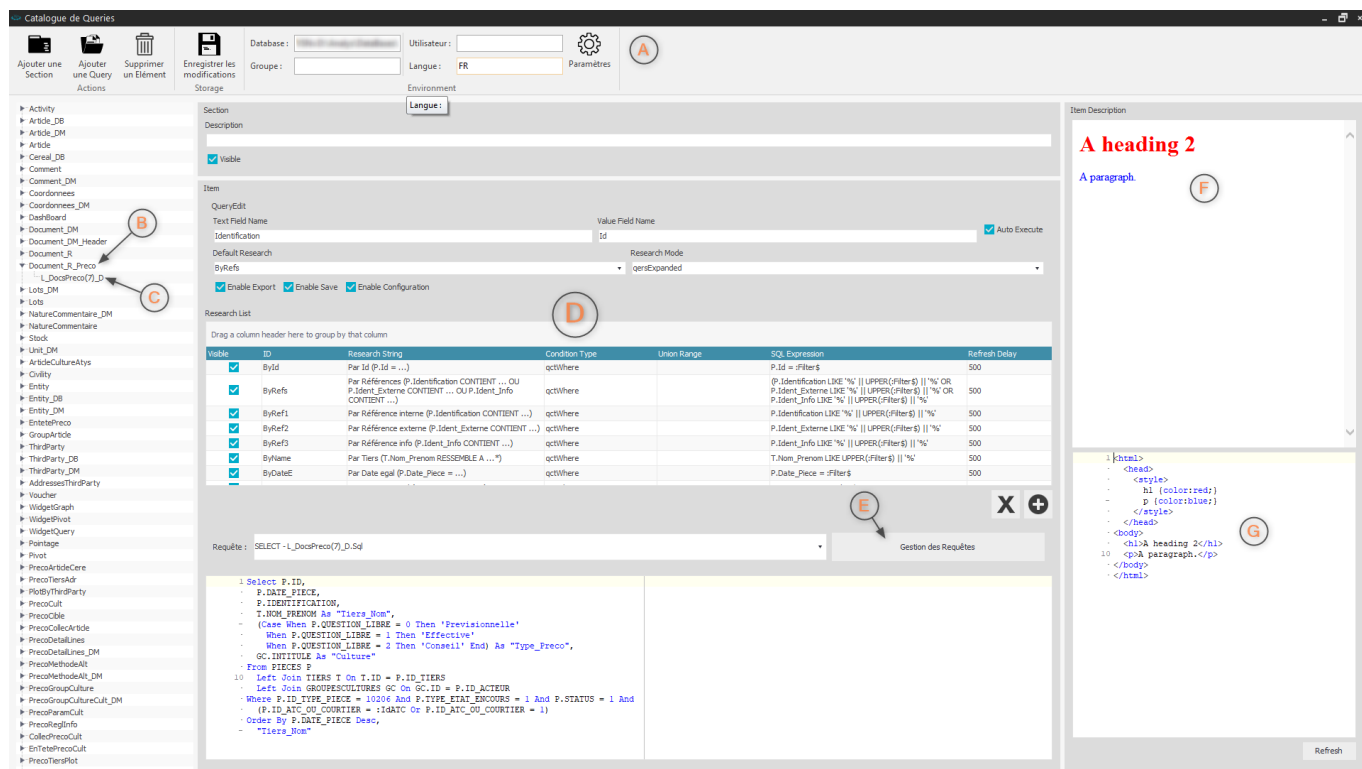 Catalogue de Queries
Ajouter une Section
Ajouter une Query
Supprimer un Elément
Actions
Enregistrer les modifications
Storage
Database :
Utilisateur :
Groupe :
Langue : FR
Paramètres
Environment
A
Langue :
Activity
Article_DB
Article_DM
Article
Cereal_DB
Comment
Comment_DM
Coordonnees
Coordonnees_DM
DashBoard
Document_DM
Document_DM_Header
Document_R
Document_R_Preco
L_DocsPreco(7)_D
Lots_DM
Lots
NatureCommentaire_DM
NatureCommentaire
Stock
Unit_DM
ArticleCultureAtys
Civility
Entity
Entity_DB
Entity_DM
EntetePreco
GroupArticle
ThirdParty
ThirdParty_DB
ThirdParty_DM
AddressesThirdParty
Voucher
WidgetGraph
WidgetPivot
WidgetQuery
Pointage
Pivot
PrecoArticleCere
PrecoTiersAdr
PlotByThirdParty
PrecoCult
PrecoCible
PrecoCollecArticle
PrecoDetailLines
PrecoDetailLines_DM
PrecoMethodeAlt
PrecoMethodeAlt_DM
PrecoGroupCulture
PrecoGroupCultureCult_DM
PrecoParamCult
PrecoRegInfo
CollecPrecoCult
EnTetePrecoCult
PrecoTiersPlot
B
C
Section
Description
Visible
Item
QueryEdit
Text Field Name
Value Field Name
Identification
Id
Auto Execute
Default Research
Research Mode
ByRefs
qersExpanded
Enable Export Enable Save Enable Configuration
D
Research List
Drag a column header here to group by that column
Visible ID Research String Condition Type Union Range SQL Expression Refresh Delay
ById Par Id (P.Id = ...) qctWhere P.Id = :Filter$ 500
ByRefs Par Références (P.Identification CONTIENT ... OU P.Ident_Externe CONTIENT ... OU P.Ident_Info CONTIENT ...) qctWhere (P.Identification LIKE '%' || UPPER(:Filter$) || '%' OR P.Ident_Externe LIKE '%' || UPPER(:Filter$) || '%' OR P.Ident_Info LIKE '%' || UPPER(:Filter$) || '%' 500
ByRef1 Par Référence interne (P.Identification CONTIENT ...) qctWhere P.Identification LIKE '%' || UPPER(:Filter$) || '%' 500
ByRef2 Par Référence externe (P.Ident_Externe CONTIENT ...) qctWhere P.Ident_Externe LIKE '%' || UPPER(:Filter$) || '%' 500
ByRef3 Par Référence info (P.Ident_Info CONTIENT ...) qctWhere P.Ident_Info LIKE '%' || UPPER(:Filter$) || '%' 500
ByName Par Tiers (T.Nom_Prenom RESSEMBLE A ...*) qctWhere T.Nom_Prenom LIKE UPPER(:Filter$) || '%' 500
ByDateE Par Date egal (P.Date_Piece = ...) qctWhere P.Date_Piece = :Filter$ 500
X
E
Requête : SELECT - L_DocsPreco(7)_D.Sql
Gestion des Requêtes
1 Select P.ID,
P.DATE_PIECE,
P.IDENTIFICATION,
T.NOM_PRENOM As "Tiers_Nom",
(Case When P.QUESTION_LIBRE = 0 Then 'Previsionnelle'
When P.QUESTION_LIBRE = 1 Then 'Effective'
When P.QUESTION_LIBRE = 2 Then 'Conseil' End) As "Type_Preco",
GC.INTITULE As "Culture"
From PIECES P
10 Left Join TIERS T On T.ID = P.ID_TIERS
Left Join GROUPESCULTURES GC On GC.ID = P.ID_ACTEUR
Where P.ID_TYPE_PIECE = 10206 And P.TYPE_ETAT_ENCOURS = 1 And P.STATUS = 1 And
(P.ID_ATC_OU_COURTIER = :IdATC Or P.ID_ATC_OU_COURTIER = 1)
Order By P.DATE_PIECE Desc,
"Tiers_Nom"
Item Description
A heading 2
A paragraph.
F
1 <html>
<head>
<style>
h1 {color:red;}
p {color:blue;}
</style>
</head>
<body>
<h1>A heading 2</h1>
10 <p>A paragraph.</p>
</body>
</html>
G
Refresh